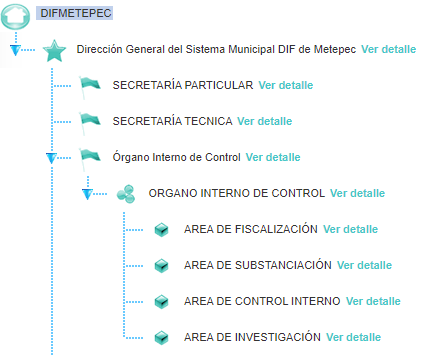 DIFMETEPEC
Dirección General del Sistema Municipal DIF de Metepec Ver detalle
SECRETARÍA PARTICULAR Ver detalle
SECRETARÍA TECNICA Ver detalle
Órgano Interno de Control Ver detalle
ORGANO INTERNO DE CONTROL Ver detalle
AREA DE FISCALIZACIÓN Ver detalle
AREA DE SUBSTANCIACIÓN Ver detalle
AREA DE CONTROL INTERNO Ver detalle
AREA DE INVESTIGACIÓN Ver detalle